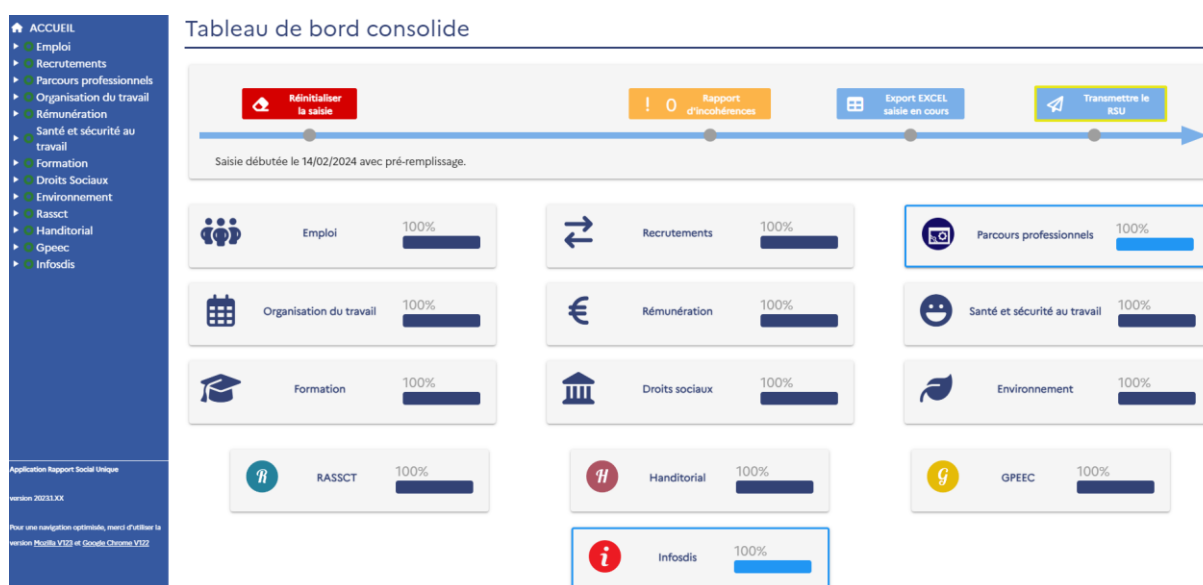 ACCUEIL
Emploi
Recrutements
Parcours professionnels
Organisation du travail
Rémunération
Santé et sécurité au
travail
Formation
Droits Sociaux
Environnement
Rassct
Handitorial
Gpeec
Infosdis
Application Rapport Social Unique
version 2023.1.XX
Pour une navigation optimisée, merci d'utiliser la
version Mozilla V123 et Google Chrome V122
Tableau de bord consolide
Réinitialiser
la saisie
! 0 Rapport
d'incohérences
Export EXCEL
saisie en cours
Transmettre le
RSU
Saisie débutée le 14/02/2024 avec pré-remplissage.
Emploi 100%
Recrutements 100%
Parcours professionnels 100%
Organisation du travail 100%
€ Rémunération 100%
Santé et sécurité au travail 100%
Formation 100%
Droits sociaux 100%
Environnement 100%
R RASSCT 100%
H Handitorial 100%
G GPEEC 100%
i Infosdis 100%